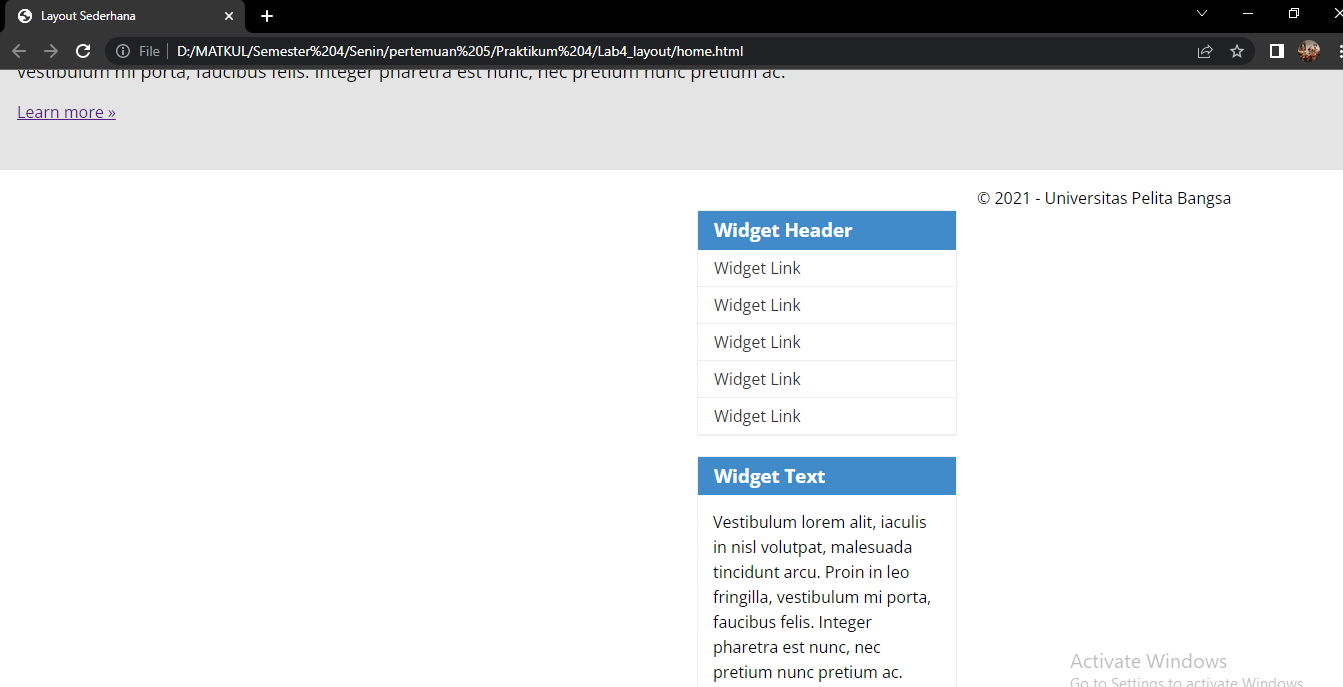 Layout Sederhana
File D:/MATKUL/Semester%204/Senin/pertemuan%205/Praktikum%204/Lab4_layout/home.html
vestibulum mi porta, faucibus felis. Integer pharetra est nunc, nec pretium nunc pretium ac.
Learn more »
© 2021 - Universitas Pelita Bangsa
Widget Header
Widget Link
Widget Link
Widget Link
Widget Link
Widget Link
Widget Text
Vestibulum lorem alit, iaculis
in nisl volutpat, malesuada
tincidunt arcu. Proin in leo
fringilla, vestibulum mi porta,
faucibus felis. Integer
pharetra est nunc, nec
pretium nunc pretium ac.
Activate Windows
Go to Settings to activate Windows.